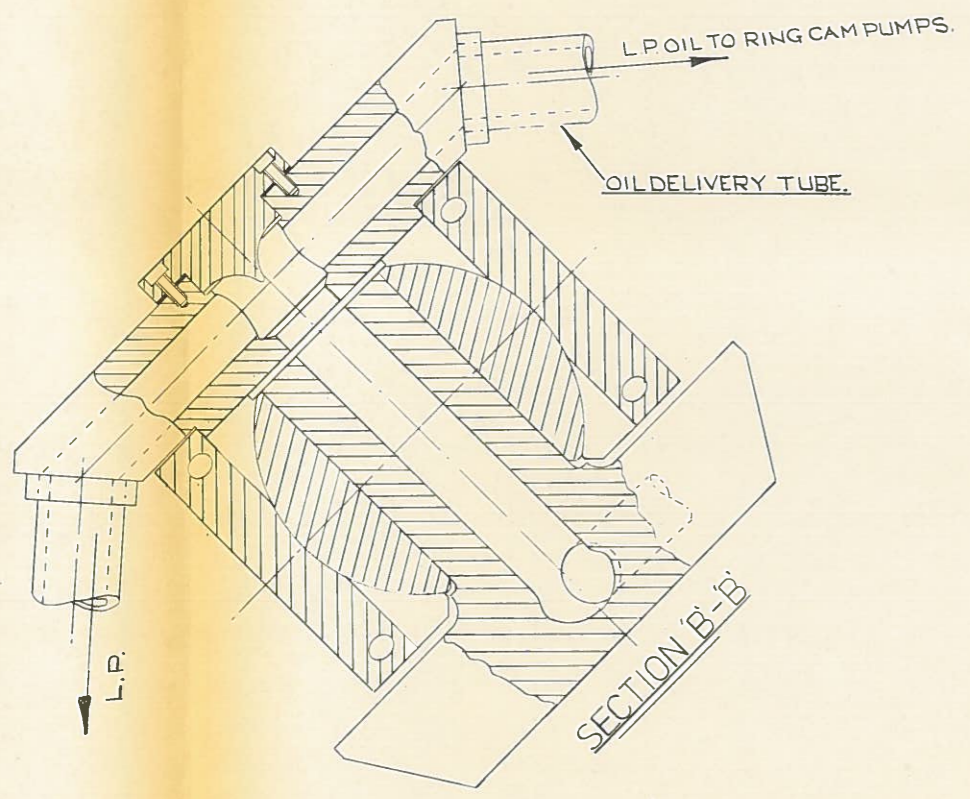 L.P. OIL TO RING CAM PUMPS.
OIL DELIVERY TUBE.
L.P.
SECTION 'B'-'B'